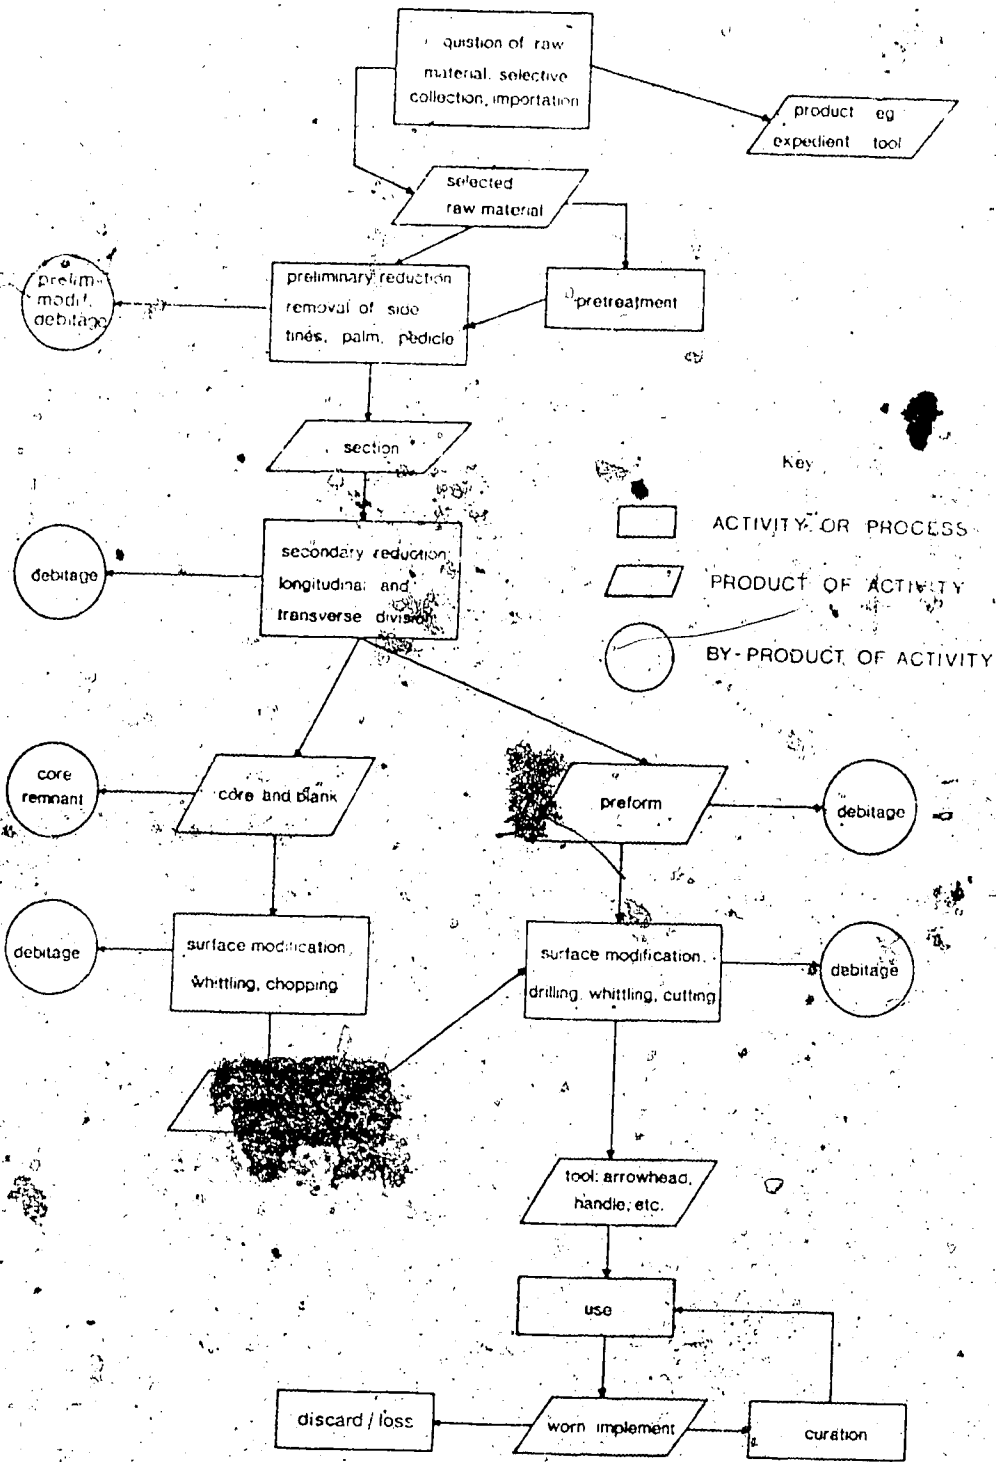 quistion of raw
material, selective
collection, importation
product eg
expedient tool
selected
raw material
prelim-
modif.
debitage
preliminary reduction
removal of side
tines, palm, pedicle
pretreatment
section
Key
ACTIVITY OR PROCESS
PRODUCT OF ACTIVITY
BY-PRODUCT OF ACTIVITY
debitage
secondary reduction
longitudinal and
transverse division
core
remnant
core and blank
preform
debitage
debitage
surface modification,
whittling, chopping
surface modification,
drilling, whittling, cutting
debitage
tool: arrowhead,
handle, etc.
use
discard / loss
worn implement
curation